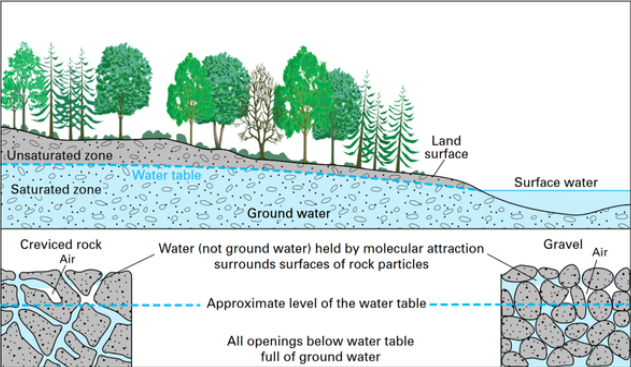 Land
surface
Unsaturated zone
Water table
Surface water
Saturated zone
Ground water
Creviced rock
Air
Water (not ground water) held by molecular attraction
surrounds surfaces of rock particles
Gravel
Air
Approximate level of the water table
All openings below water table
full of ground water